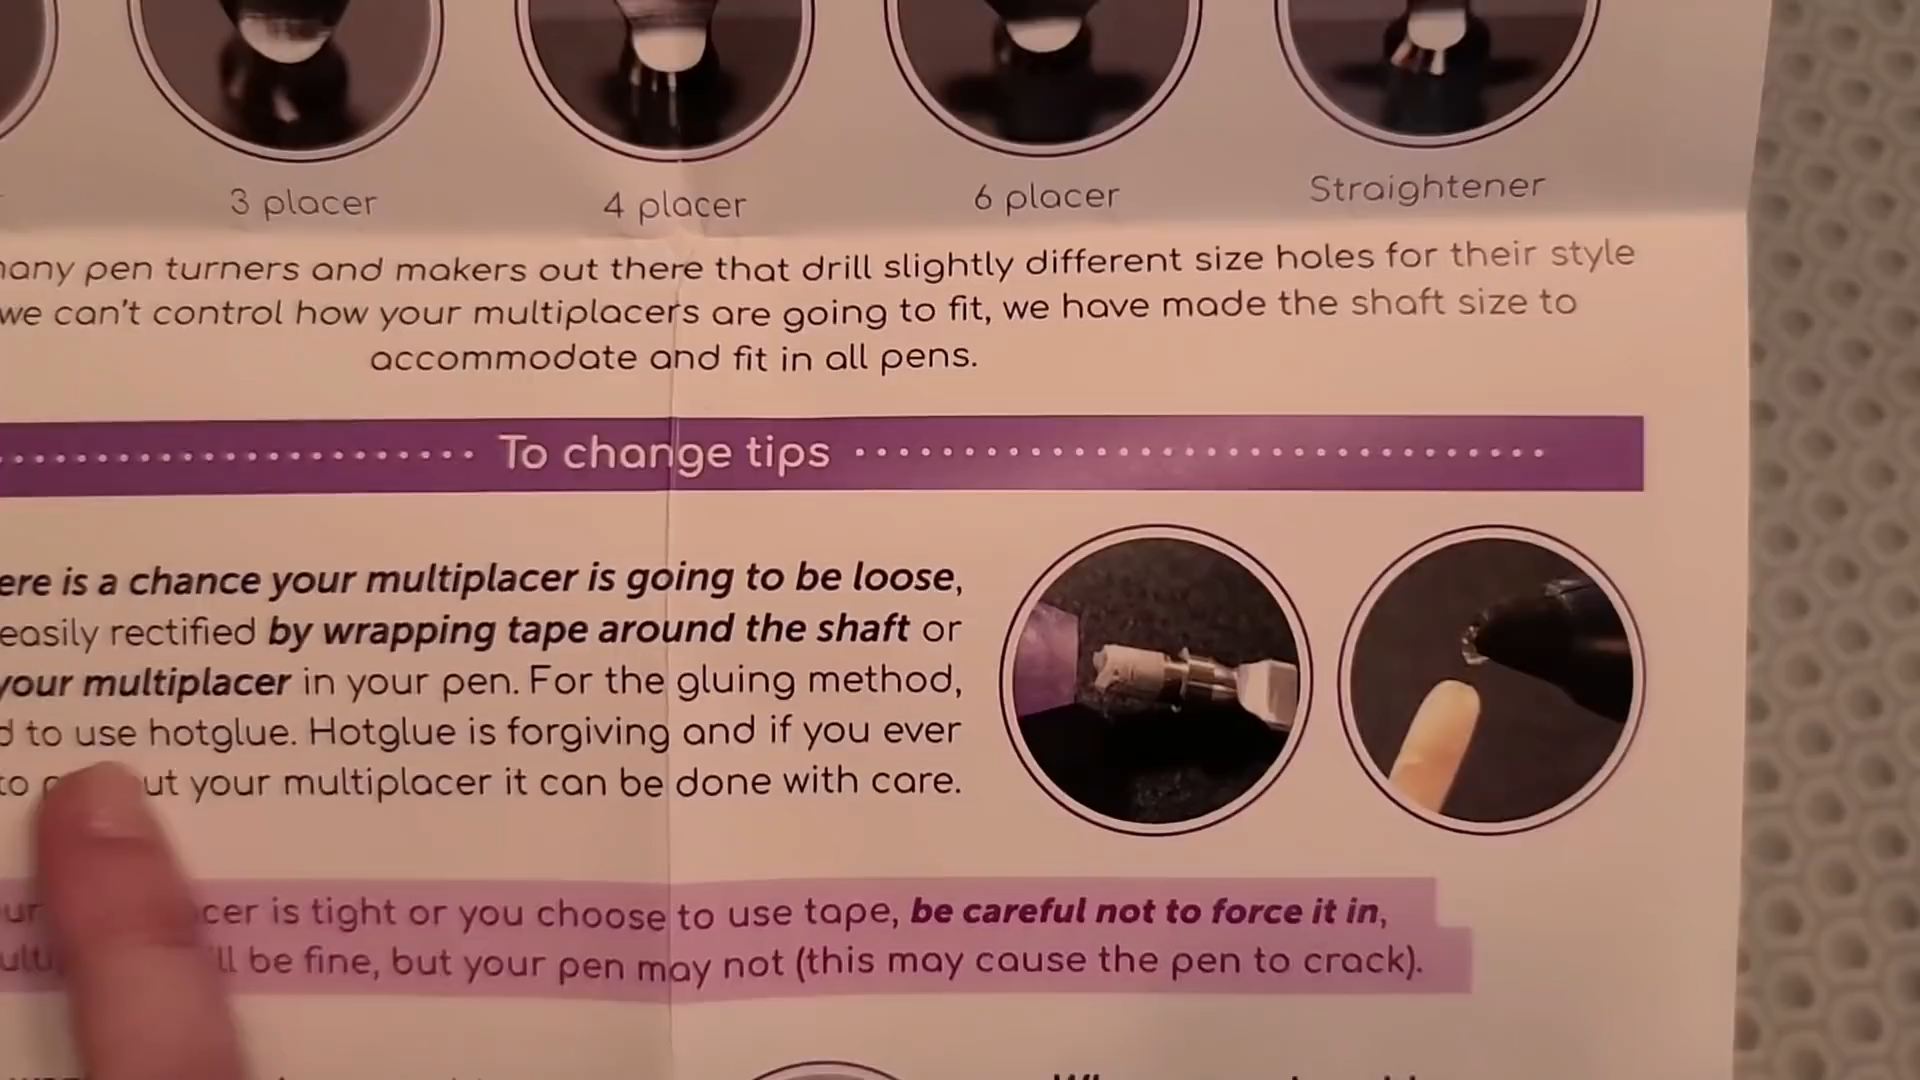 3 placer
4 placer
6 placer
Straightener
pen turners and makers out there that drill slightly different size holes for their style
we can't control how your multiplacers are going to fit, we have made the shaft size to
accommodate and fit in all pens.
To change tips
is a chance your multiplacer is going to be loose,
easily rectified by wrapping tape around the shaft or
your multiplacer in your pen. For the gluing method,
to use hotglue. Hotglue is forgiving and if you ever
to your multiplacer it can be done with care.
is tight or you choose to use tape, be careful not to force it in,
be fine, but your pen may not (this may cause the pen to crack).